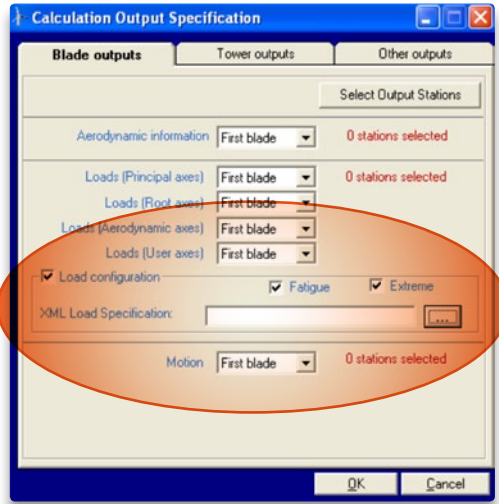 Calculation Output Specification
Blade outputs Tower outputs Other outputs
Select Output Stations
Aerodynamic information First blade 0 stations selected
Loads (Principal axes) First blade 0 stations selected
Loads (Root axes) First blade
Loads (Aerodynamic axes) First blade
Loads (User axes) First blade
Load configuration
Fatigue Extreme
XML Load Specification: ...
Motion First blade 0 stations selected
OK Cancel